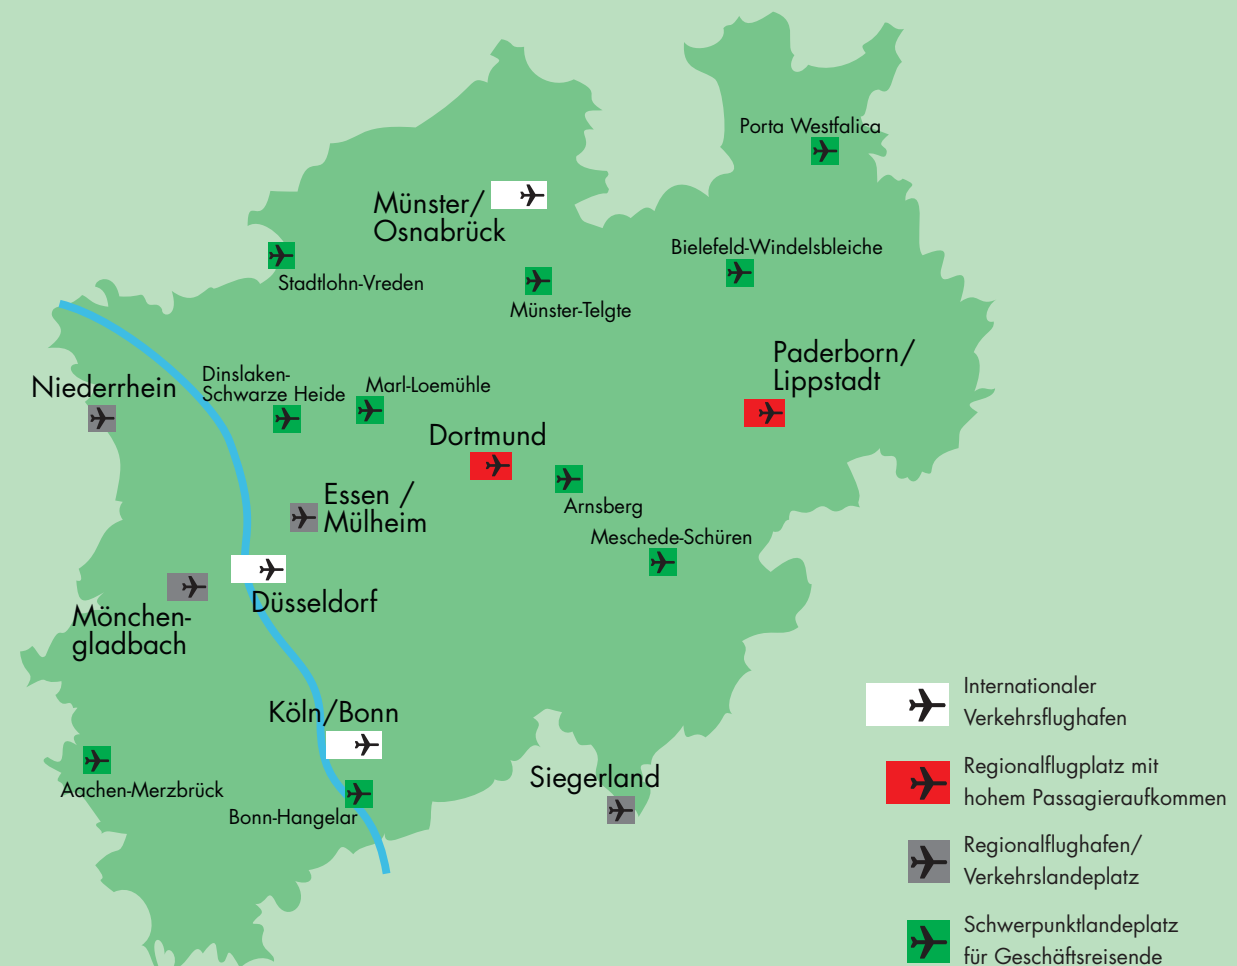 Porta Westfalica
Münster/
Osnabrück
Bielefeld-Windelsbleiche
Stadtlohn-Vreden
Münster-Telgte
Paderborn/
Lippstadt
Niederrhein
Dinslaken-
Schwarze Heide
Marl-Loemühle
Dortmund
Essen /
Mülheim
Arnsberg
Meschede-Schüren
Düsseldorf
Mönchen-
gladbach
Köln/Bonn
Siegerland
Aachen-Merzbrück
Bonn-Hangelar
Internationaler
Verkehrsflughafen
Regionalflugplatz mit
hohem Passagieraufkommen
Regionalflughafen/
Verkehrslandeplatz
Schwerpunktlandeplatz
für Geschäftsreisende